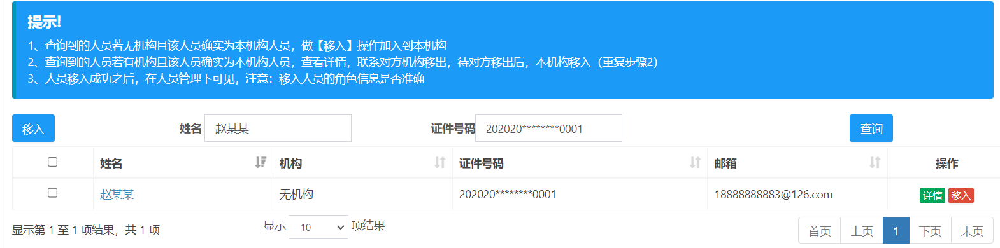 提示!
1、查询到的人员若无机构且该人员确实为本机构人员，做【移入】操作加入到本机构
2、查询到的人员若有机构且该人员确实为本机构人员，查看详情，联系对方机构移出，待对方移出后，本机构移入（重复步骤2）
3、人员移入成功之后，在人员管理下可见，注意：移入人员的角色信息是否准确
移入 姓名 赵某某 证件号码 202020********0001 查询
姓名 机构 证件号码 邮箱 操作
赵某某 无机构 202020********0001 18888888883@126.com 详情 移入
显示第 1 至 1 项结果，共 1 项 显示 10 项结果 首页 上页 1 下页 末页